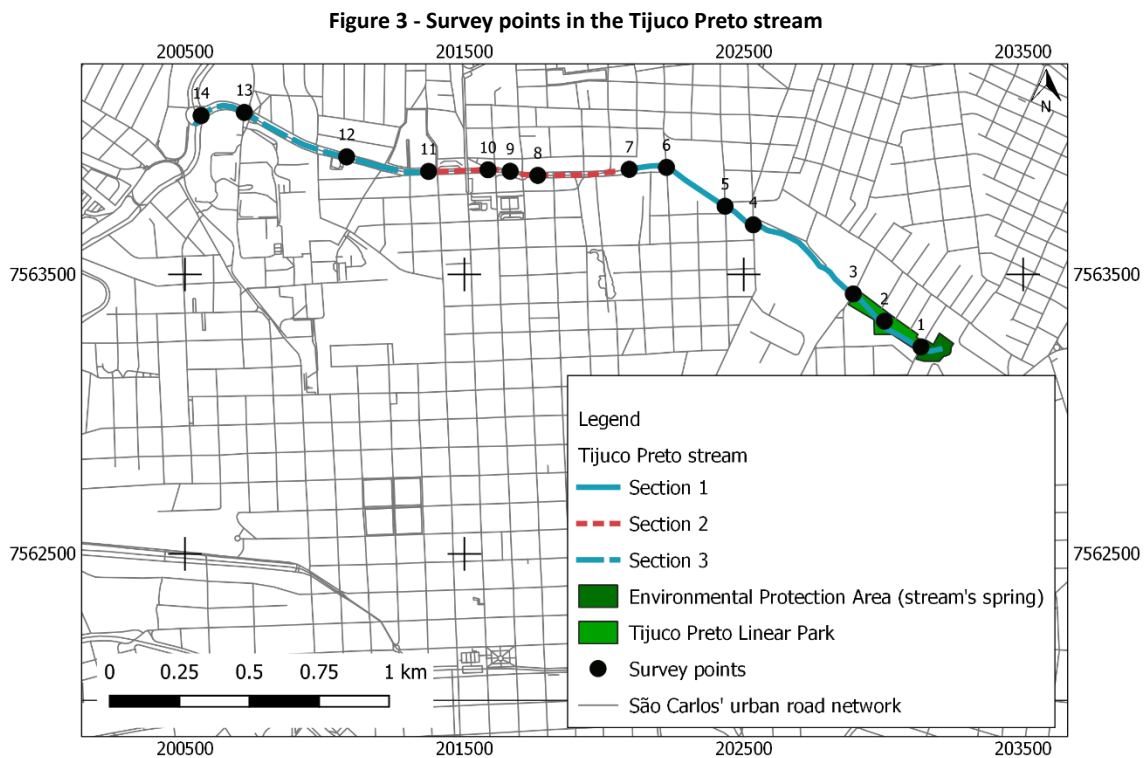 Figure 3 - Survey points in the Tijuco Preto stream
200500 201500 202500 203500
N
14 13
12
11 10 9 8 7 6
5
4
7563500 7563500
3
2
1
Legend
Tijuco Preto stream
Section 1
Section 2
Section 3
7562500 7562500
Environmental Protection Area (stream's spring)
Tijuco Preto Linear Park
Survey points
São Carlos' urban road network
0 0.25 0.5 0.75 1 km
200500 201500 202500 203500